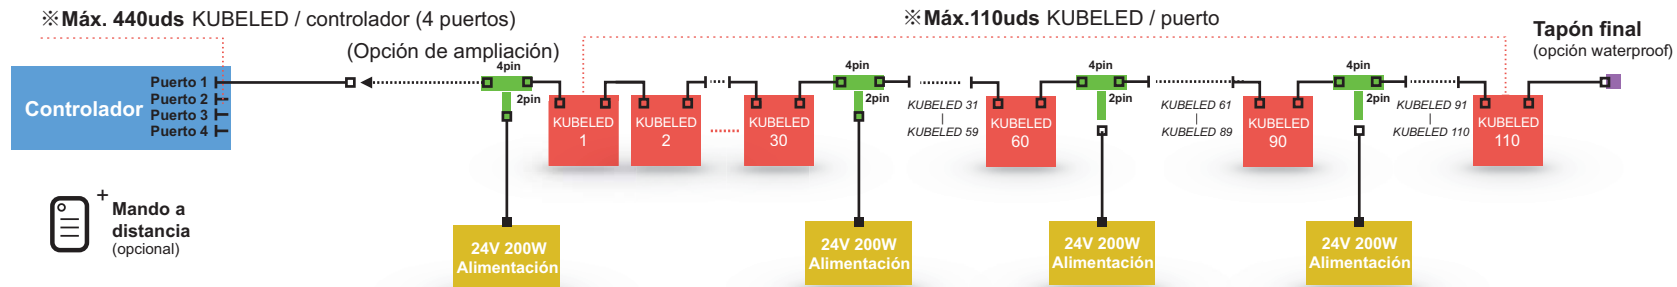 ※Máx. 440uds KUBELED / controlador (4 puertos)
※Máx.110uds KUBELED / puerto
Tapón final
(opción waterproof)
(Opción de ampliación)
Controlador
Puerto 1
Puerto 2
Puerto 3
Puerto 4
4pin
2pin
KUBELED
1
KUBELED
2
KUBELED
30
4pin
2pin
KUBELED 31
KUBELED 59
KUBELED
60
4pin
2pin
KUBELED 61
KUBELED 89
KUBELED
90
4pin
2pin
KUBELED 91
KUBELED 110
KUBELED
110
+
Mando a
distancia
(opcional)
24V 200W
Alimentación
24V 200W
Alimentación
24V 200W
Alimentación
24V 200W
Alimentación